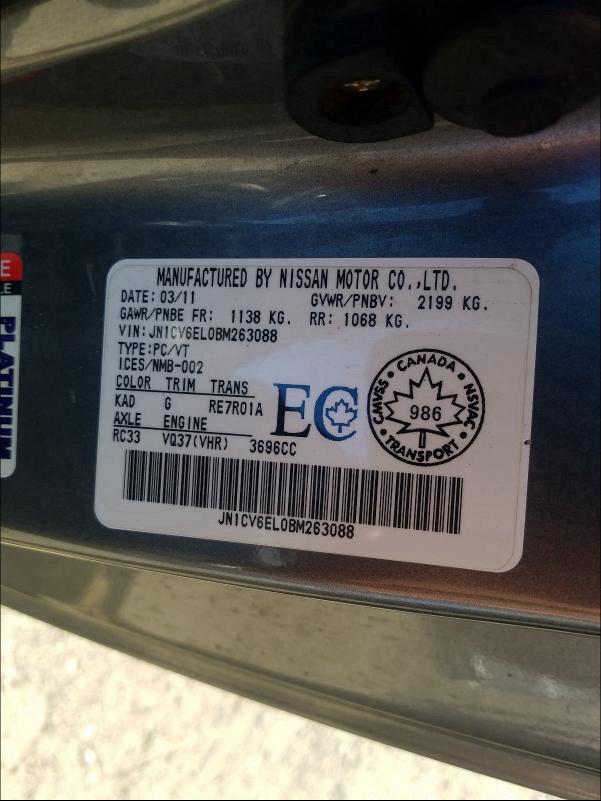 MANUFACTURED BY NISSAN MOTOR CO.,LTD.
DATE: 03/11 GVWR/PNBV: 2199 KG.
GAWR/PNBE FR: 1138 KG. RR: 1068 KG.
VIN: JN1CV6EL0BM263088
TYPE:PC/VT
ICES/NMB-002
COLOR TRIM TRANS
KAD G RE7R01A
AXLE ENGINE
RC33 VQ37(VHR) 3696CC
EC
CANADA
CMVSS 986 NSVAC
TRANSPORT
JN1CV6EL0BM263088
E
LE
PLATINUM